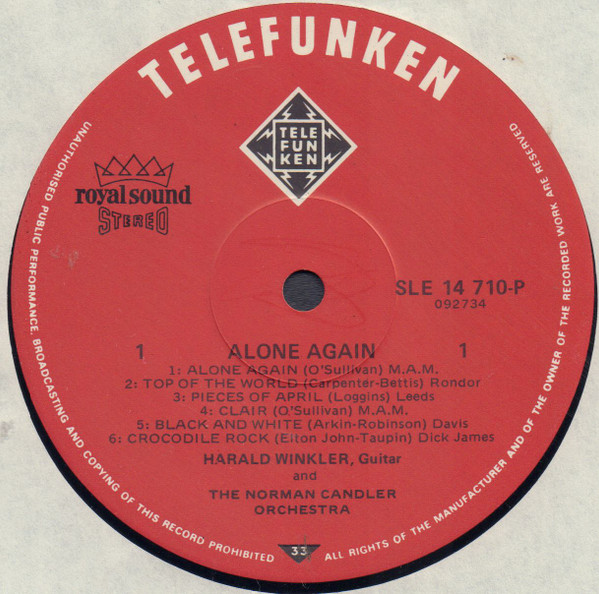 TELEFUNKEN
TELE
FUN
KEN
royal sound
STEREO
SLE 14 710-P
092734
1 ALONE AGAIN 1
1: ALONE AGAIN (O'Sullivan) M.A.M.
2: TOP OF THE WORLD (Carpenter-Bettis) Rondor
3: PIECES OF APRIL (Loggins) Leeds
4: CLAIR (O'Sullivan) M.A.M.
5: BLACK AND WHITE (Arkin-Robinson) Davis
6: CROCODILE ROCK (Elton John-Taupin) Dick James
HARALD WINKLER, Guitar
and
THE NORMAN CANDLER
ORCHESTRA
33
UNAUTHORISED PUBLIC PERFORMANCE, BROADCASTING AND COPYING OF THIS RECORD PROHIBITED
ALL RIGHTS OF THE MANUFACTURER AND OF THE OWNER OF THE RECORDED WORK ARE RESERVED